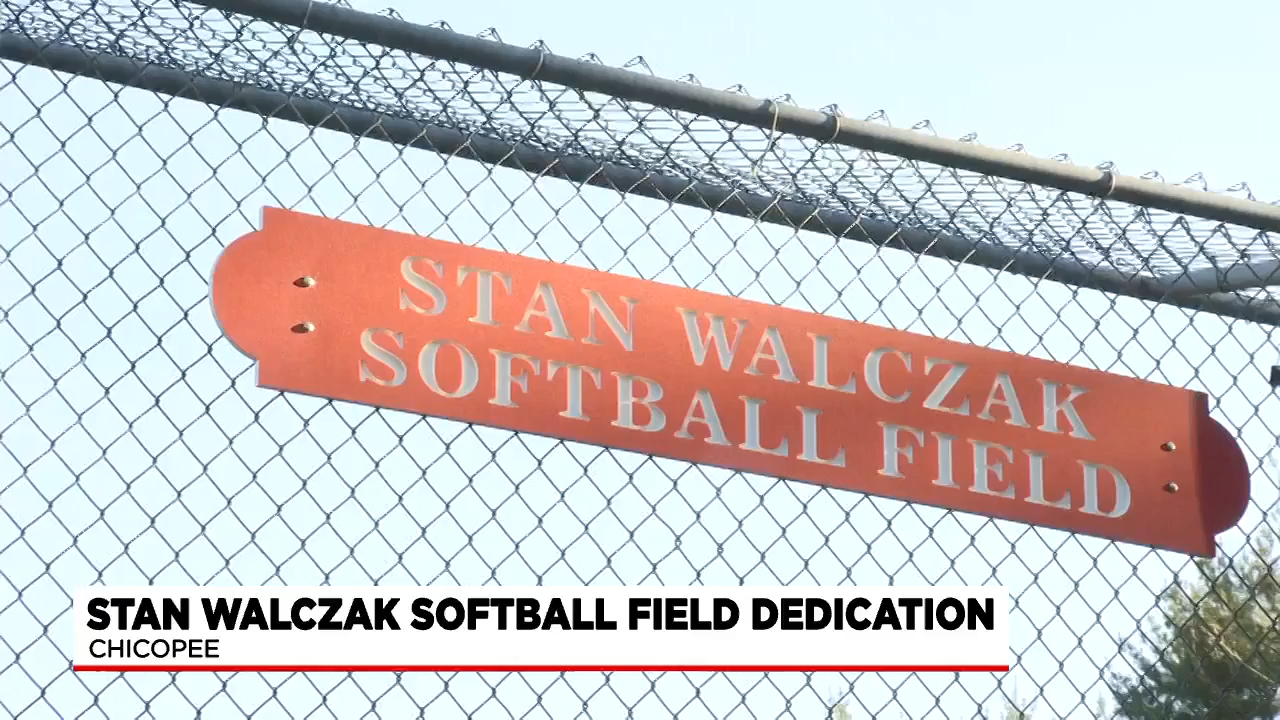 STAN WALCZAK
SOFTBALL FIELD
STAN WALCZAK SOFTBALL FIELD DEDICATION
CHICOPEE